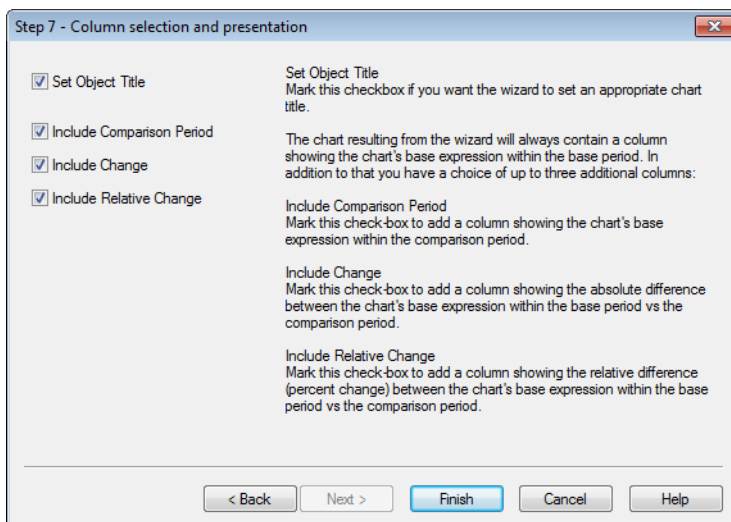 Step 7 - Column selection and presentation
Set Object Title
Include Comparison Period
Include Change
Include Relative Change
Set Object Title
Mark this checkbox if you want the wizard to set an appropriate chart
title.
The chart resulting from the wizard will always contain a column
showing the chart's base expression within the base period. In
addition to that you have a choice of up to three additional columns:
Include Comparison Period
Mark this check-box to add a column showing the chart's base
expression within the comparison period.
Include Change
Mark this check-box to add a column showing the absolute difference
between the chart's base expression within the base period vs the
comparison period.
Include Relative Change
Mark this check-box to add a column showing the relative difference
(percent change) between the chart's base expression within the base
period vs the comparison period.
< Back
Next >
Finish
Cancel
Help